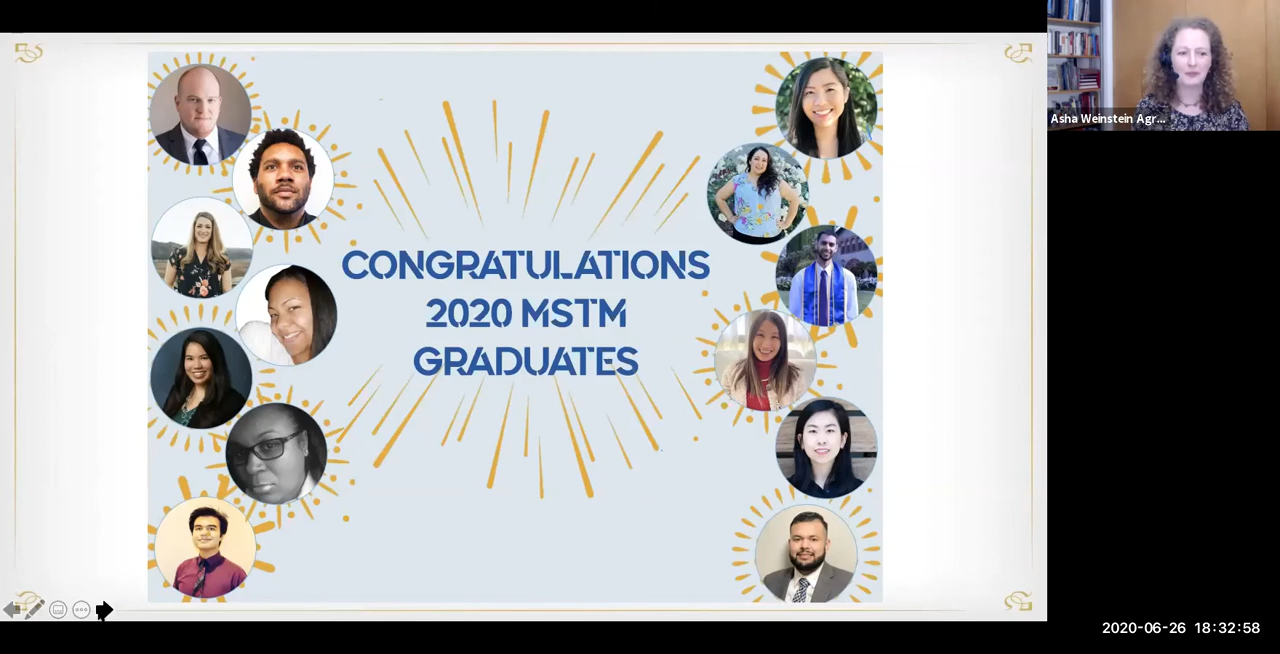 CONGRATULATIONS
2020 MSTM
GRADUATES
Asha Weinstein Agr...
2020-06-26 18:32:58